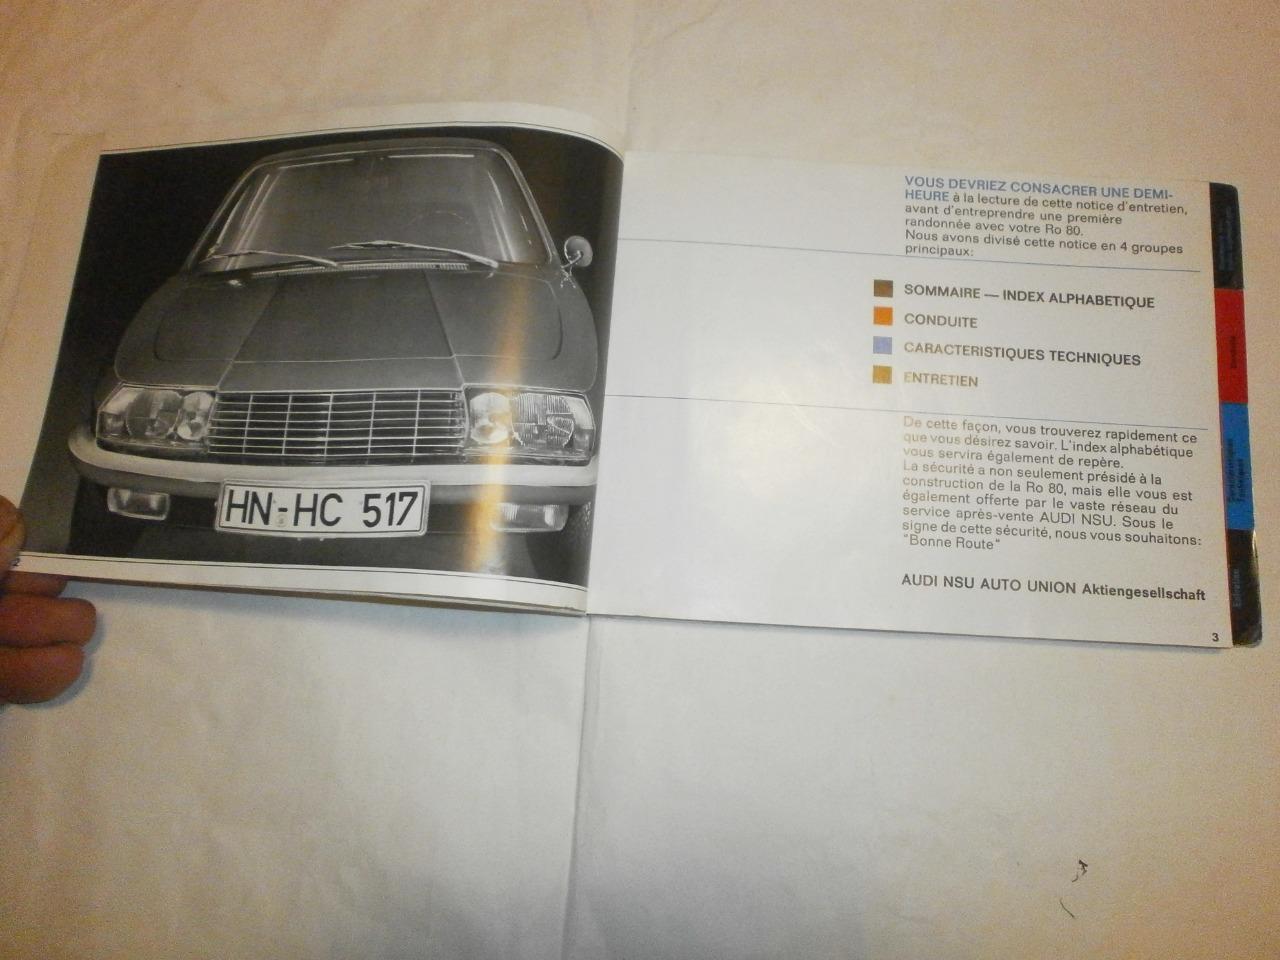 HN-HC 517
2
VOUS DEVRIEZ CONSACRER UNE DEMI-
HEURE à la lecture de cette notice d'entretien,
avant d'entreprendre une première
randonnée avec votre Ro 80.
Nous avons divisé cette notice en 4 groupes
principaux:
SOMMAIRE — INDEX ALPHABETIQUE
CONDUITE
CARACTERISTIQUES TECHNIQUES
ENTRETIEN
De cette façon, vous trouverez rapidement ce
que vous désirez savoir. L'index alphabétique
vous servira également de repère.
La sécurité a non seulement présidé à la
construction de la Ro 80, mais elle vous est
également offerte par le vaste réseau du
service après-vente AUDI NSU. Sous le
signe de cette sécurité, nous vous souhaitons:
"Bonne Route"
AUDI NSU AUTO UNION Aktiengesellschaft
3
Caractéristiques
Techniques
Entretien